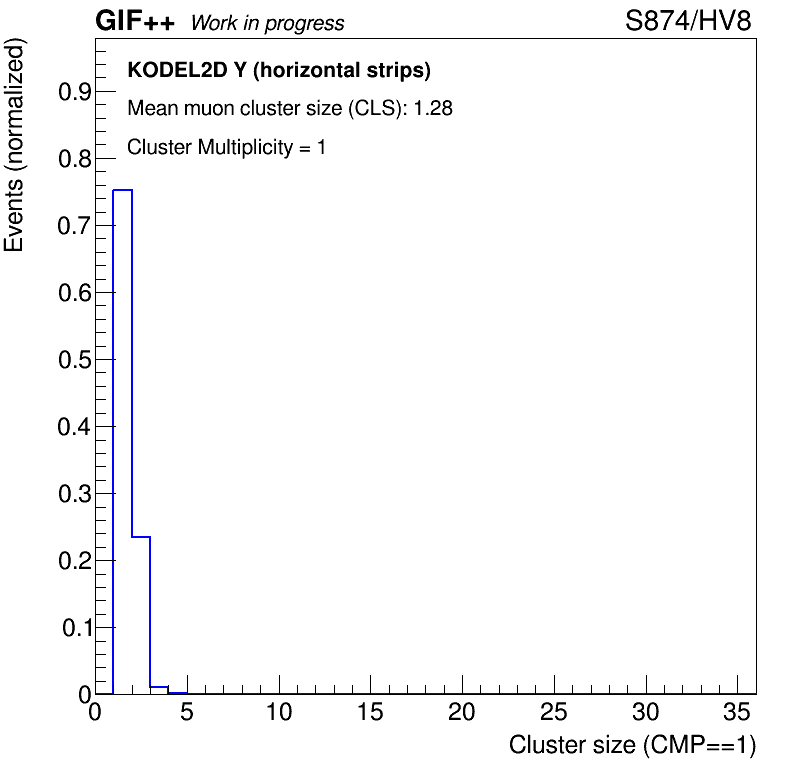 GIF++ Work in progress S874/HV8
Events (normalized)
KODEL2D Y (horizontal strips)
Mean muon cluster size (CLS): 1.28
Cluster Multiplicity = 1
0.9
0.8
0.7
0.6
0.5
0.4
0.3
0.2
0.1
0
0 5 10 15 20 25 30 35
Cluster size (CMP==1)